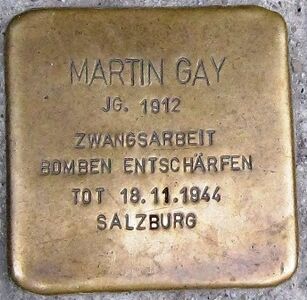 MARTIN GAY
JG. 1912
ZWANGSARBEIT
BOMBEN ENTSCHÄRFEN
TOT 18.11.1944
SALZBURG